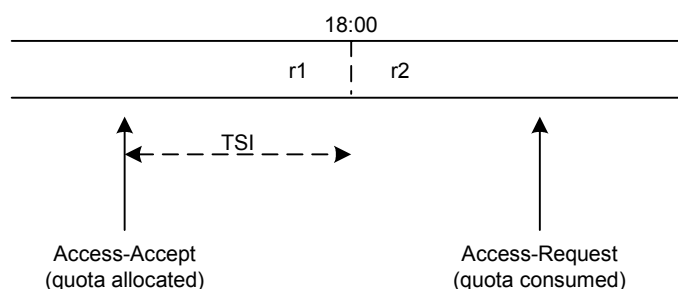 18:00
r1 r2
TSI
Access-Accept
(quota allocated)
Access-Request
(quota consumed)